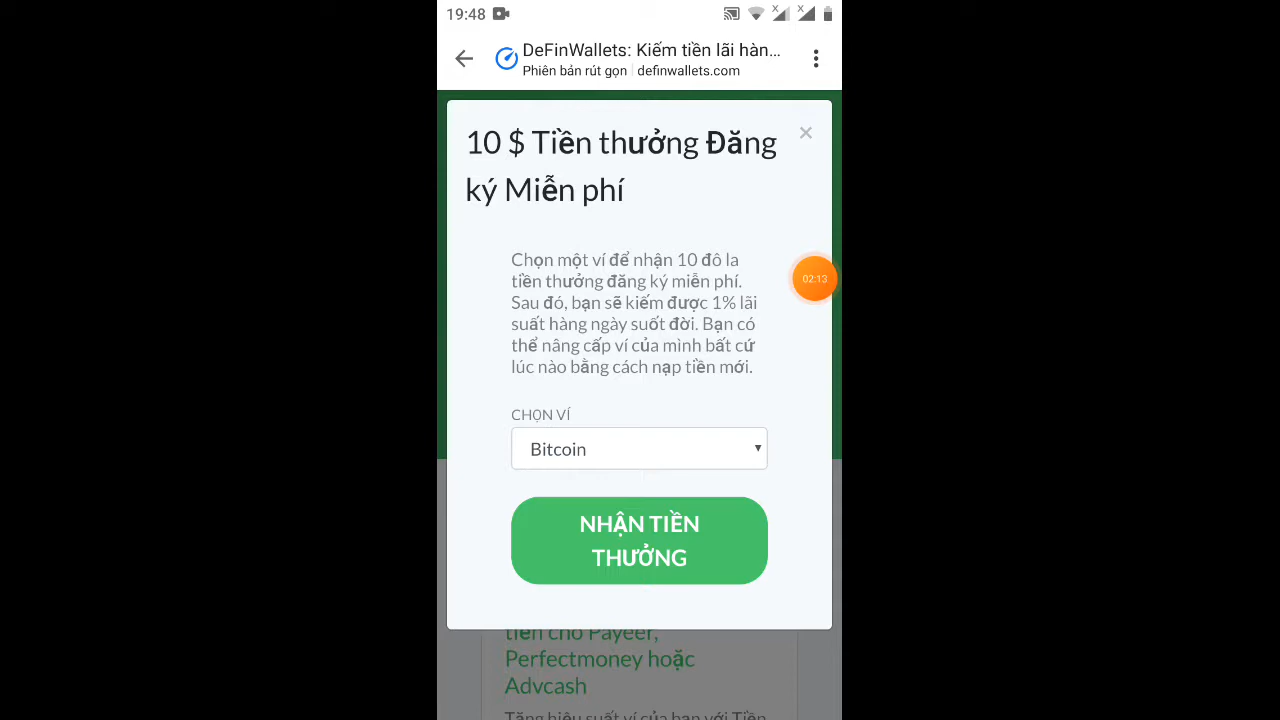 19:48
DeFinWallets: Kiếm tiền lãi hàn...
Phiên bản rút gọn definwallets.com
10 $ Tiền thưởng Đăng
ký Miễn phí
×
Chọn một ví để nhận 10 đô la
tiền thưởng đăng ký miễn phí.
Sau đó, bạn sẽ kiếm được 1% lãi
suất hàng ngày suốt đời. Bạn có
thể nâng cấp ví của mình bất cứ
lúc nào bằng cách nạp tiền mới.
02:13
CHỌN VÍ
Bitcoin
NHẬN TIỀN
THƯỞNG
tiền cho Payeer,
Perfectmoney hoặc
Advcash
Tăng hiệu suất ví của bạn với Tiền